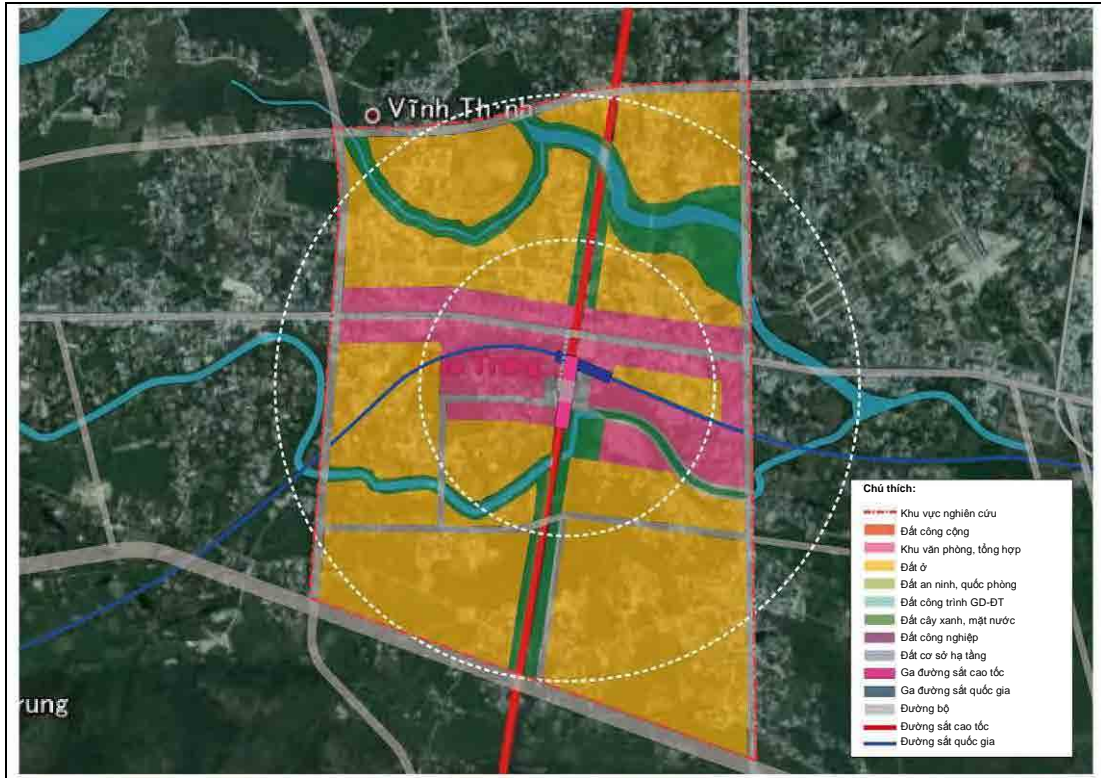 Vĩnh Th nh
rung
Chú thích:
Khu vực nghiên cứu
Đất công cộng
Khu văn phòng, tổng hợp
Đất ở
Đất an ninh, quốc phòng
Đất công trình GD-ĐT
Đất cây xanh, mặt nước
Đất công nghiệp
Đất cơ sở hạ tầng
Ga đường sắt cao tốc
Ga đường sắt quốc gia
Đường bộ
Đường sắt cao tốc
Đường sắt quốc gia